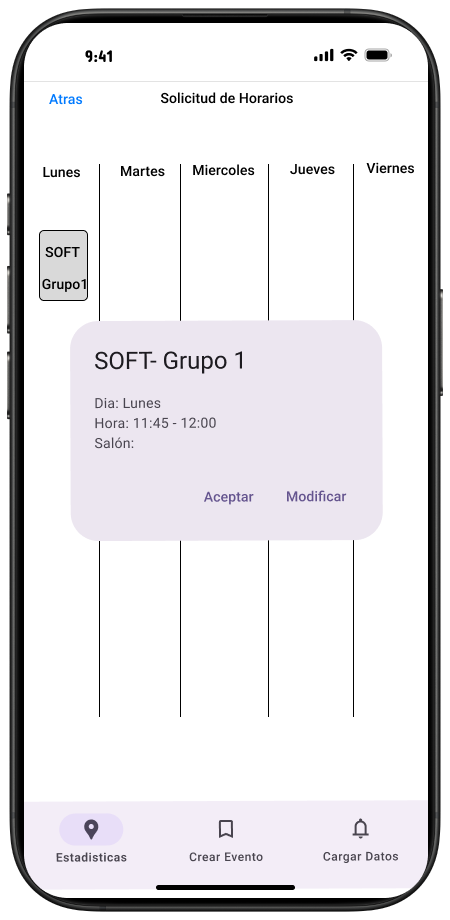 9:41
Atras
Solicitud de Horarios
Lunes
Martes
Miercoles
Jueves
Viernes
SOFT
Grupo1
SOFT- Grupo 1
Dia: Lunes
Hora: 11:45 - 12:00
Salón:
Aceptar
Modificar
Estadisticas
Crear Evento
Cargar Datos